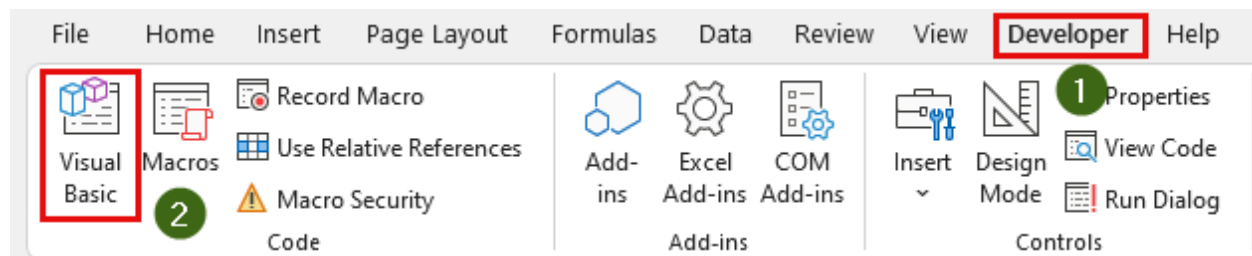 File Home Insert Page Layout Formulas Data Review View Developer Help
1
Visual Basic
Macros
2
Record Macro
Use Relative References
Macro Security
Code
Add-ins
Excel Add-ins
COM Add-ins
Add-ins
Insert
Design Mode
Properties
View Code
Run Dialog
Controls